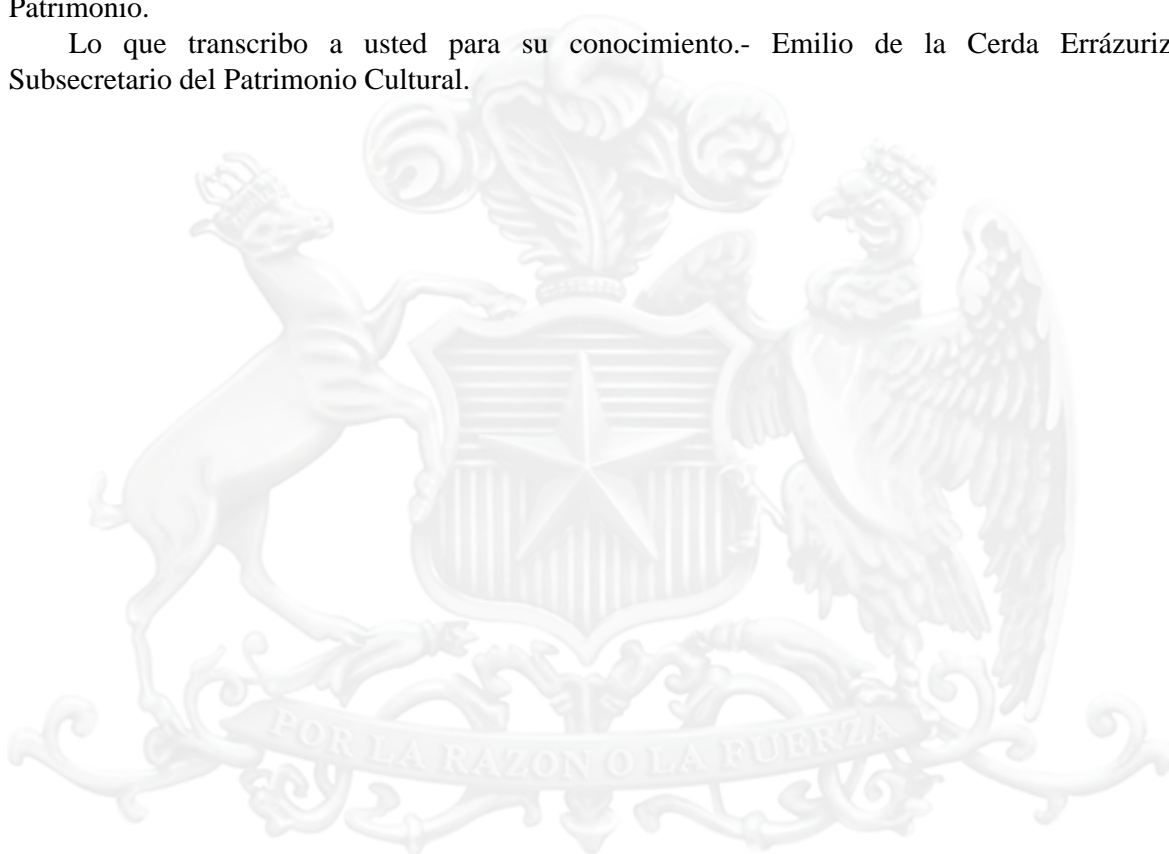 Patrimonio.
Lo que transcribo a usted para su conocimiento.- Emilio de la Cerda Errázuriz
Subsecretario del Patrimonio Cultural.
POR LA RAZON O LA FUERZA